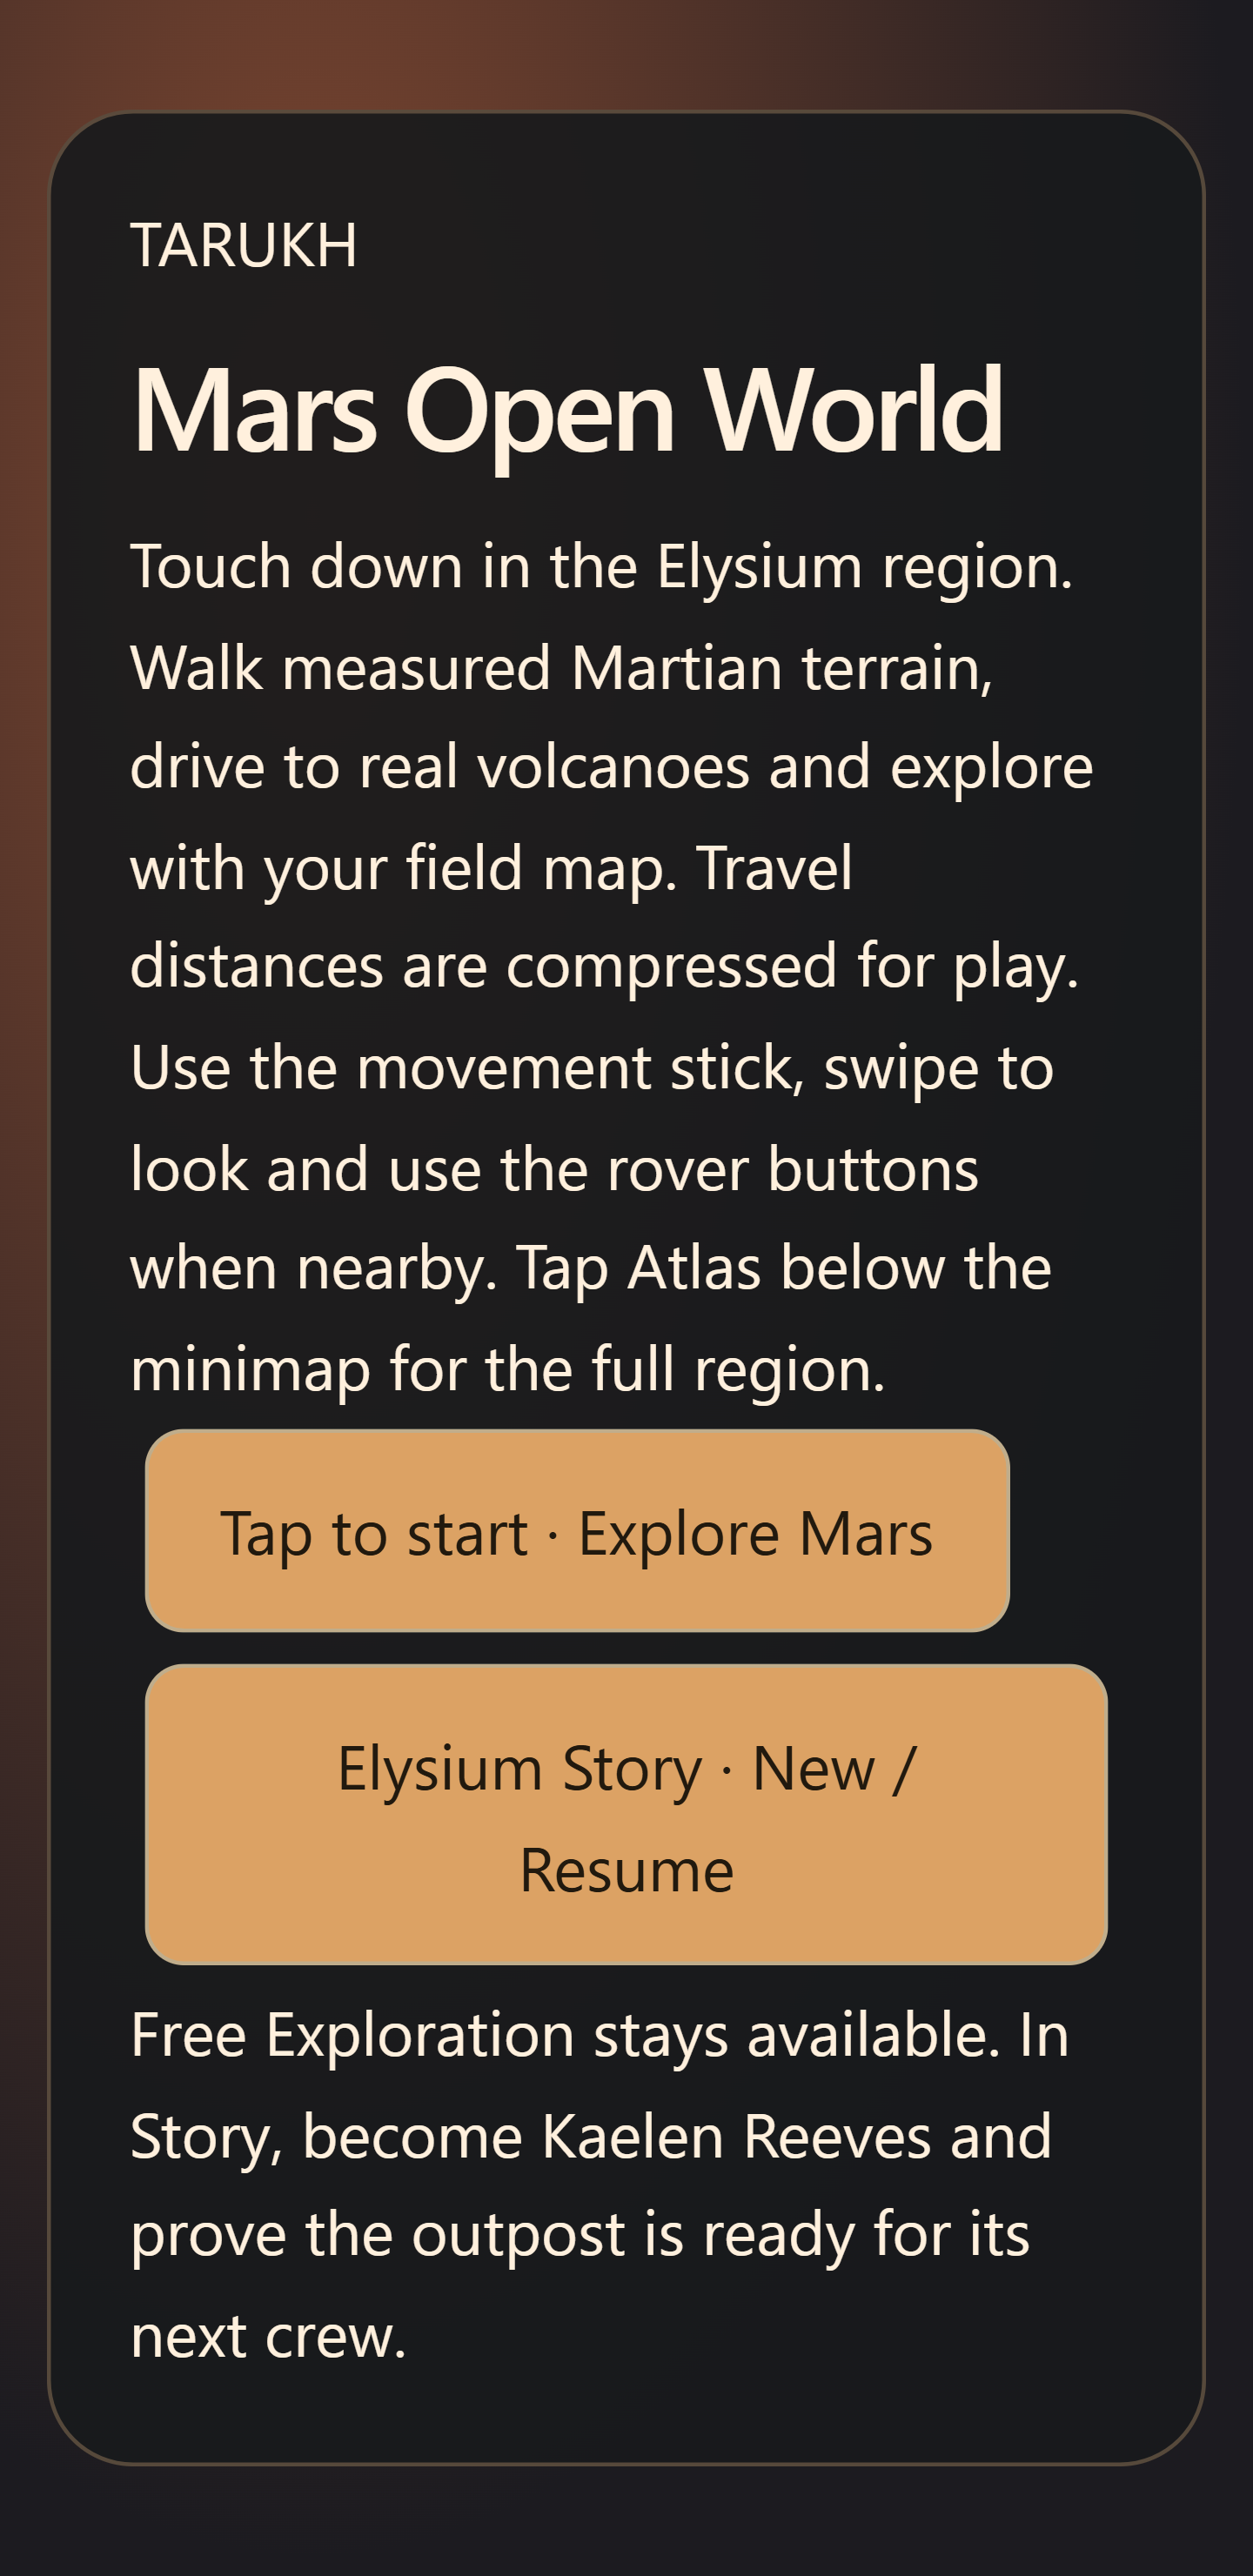 TARUKH
Mars Open World
Touch down in the Elysium region.
Walk measured Martian terrain,
drive to real volcanoes and explore
with your field map. Travel
distances are compressed for play.
Use the movement stick, swipe to
look and use the rover buttons
when nearby. Tap Atlas below the
minimap for the full region.
Tap to start · Explore Mars
Elysium Story · New /
Resume
Free Exploration stays available. In
Story, become Kaelen Reeves and
prove the outpost is ready for its
next crew.